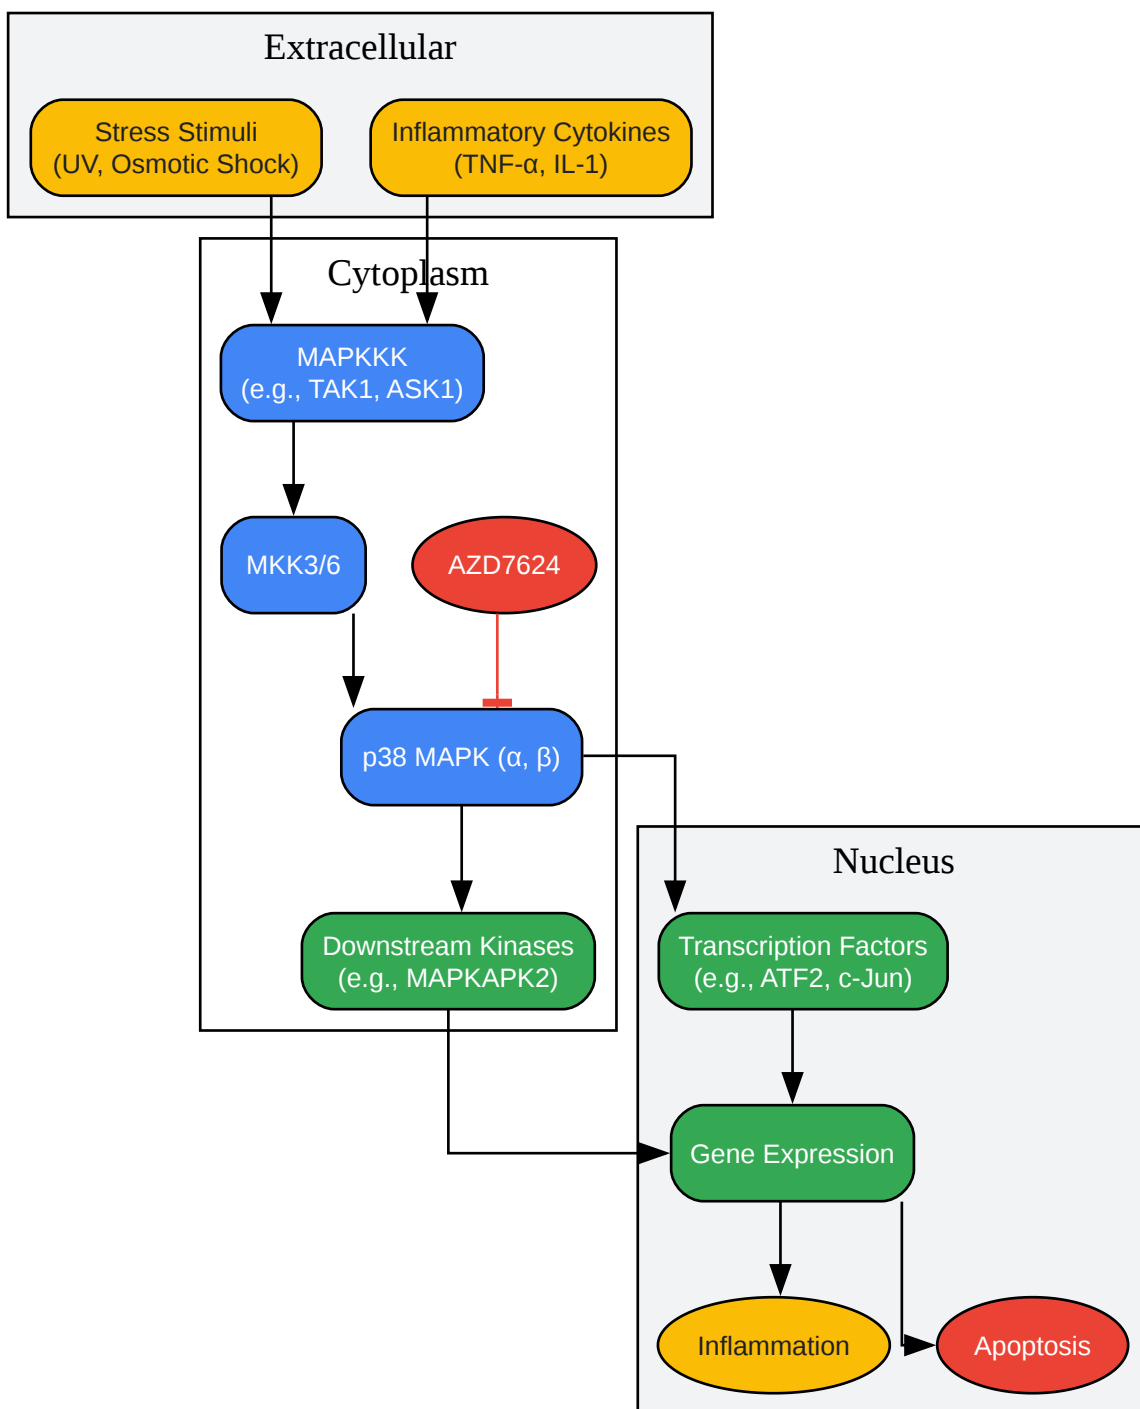 Extracellular
Stress Stimuli
(UV, Osmotic Shock)
Inflammatory Cytokines
(TNF-α, IL-1)
Cytoplasm
MAPKKK
(e.g., TAK1, ASK1)
MKK3/6
AZD7624
p38 MAPK (α, β)
Nucleus
Downstream Kinases
(e.g., MAPKAPK2)
Transcription Factors
(e.g., ATF2, c-Jun)
Gene Expression
Inflammation
Apoptosis